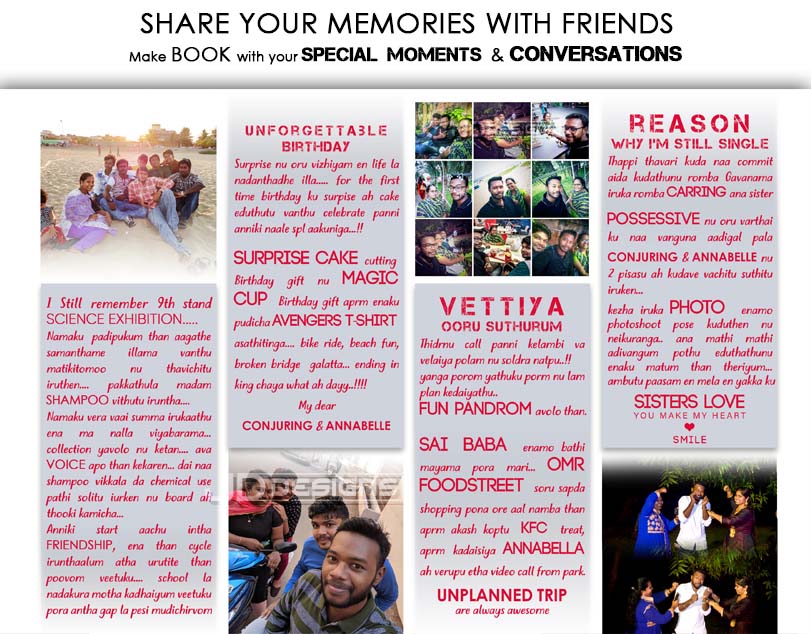 SHARE YOUR MEMORIES WITH FRIENDS
Make BOOK with your SPECIAL MOMENTS & CONVERSATIONS
I Still remember 9th stand
SCIENCE EXHIBITION.....
Namaku padipukum than aagathe
samanthame illama vanthu
matikitomoo nu thavichitu
iruthen.... pakkathula madam
SHAMPOO vithutu iruntha....
Namaku vera vaai summa irukaathu
ena ma nalla viyabarama...
collection yavolo nu ketan.... ava
VOICE apo than kekaren... dai naa
shampoo vikkala da chemical use
pathi solitu iurken nu board ah
thooki kamicha...
Anniki start aachu intha
FRIENDSHIP, ena than cycle
irunthaalum atha urutite than
poovom veetuku.... school la
nadakura motha kadhaiyum veetuku
pora antha gap la pesi mudichirvom
UNFORGETTABLE
BIRTHDAY
Surprise nu oru vizhiyam en life la
nadanthadhe illa..... for the first
time birthday ku surpise ah cake
eduthutu vanthu celebrate panni
anniki naale spl aakuniga...!!
SURPRISE CAKE cutting
Birthday gift nu MAGIC
CUP Birthday gift aprm enaku
pudicha AVENGERS T-SHIRT
asathitinga.... bike ride, beach fun,
broken bridge galatta... ending in
king chaya what ah dayy..!!!!
My dear
CONJURING & ANNABELLE
JD DESIGNS
VETTIYA
OORU SUTHURUM
Thidrnu call panni kelambi va
velaiya polam nu soldra natpu..!!
yanga porom yathuku porm nu lam
plan kedaiyathu..
FUN PANDROM avolo than.
SAI BABA enamo bathi
mayama pora mari... OMR
FOODSTREET soru sapda
shopping pona ore aal namba than
aprm akash koptu KFC treat,
aprm kadaisiya ANNABELLA
ah verupu etha video call from park.
UNPLANNED TRIP
are always awesome
REASON
WHY I'M STILL SINGLE
Thappi thavari kuda naa commit
aida kudathunu romba Gavanama
iruka romba CARRING ana sister
POSSESSIVE nu oru varthai
ku naa vanguna aadigal pala
CONJURING & ANNABELLE nu
2 pisasu ah kudave vachitu suthitu
iruken...
kezha iruka PHOTO enamo
photoshoot pose kuduthen nu
neikuranga.. ana mathi mathi
adivangum pothu eduthathunu
enaku matum than theriyum...
ambutu paasam en mela en yakka ku
SISTERS LOVE
YOU MAKE MY HEART
SMILE